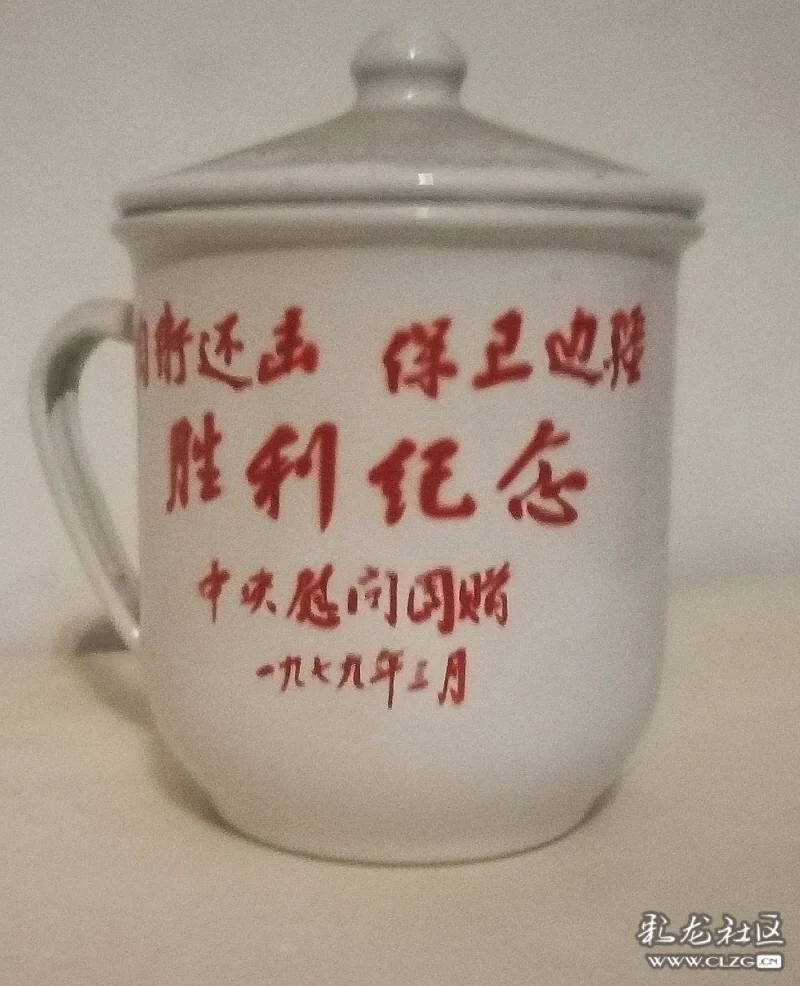 自衛还击 保卫边疆
胜利纪念
中央慰问团赠
一九七九年三月
彩龙社区
WWW.CLZG.CN